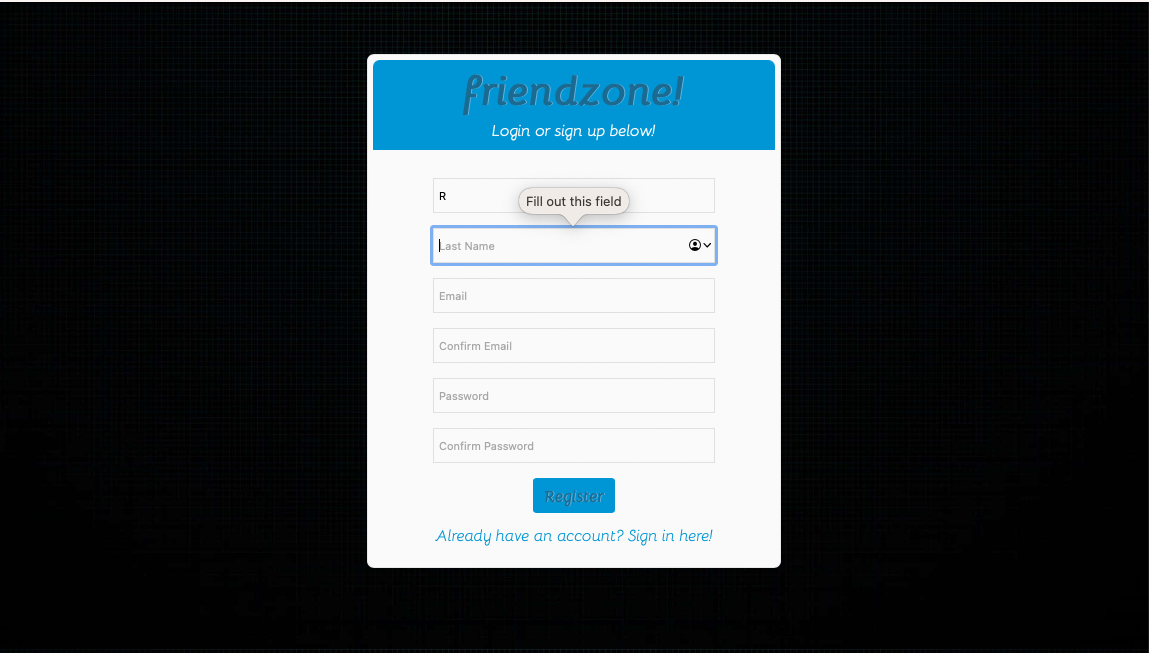 friendzone!
Login or sign up below!
R
Fill out this field
Last Name
Email
Confirm Email
Password
Confirm Password
Register
Already have an account? Sign in here!